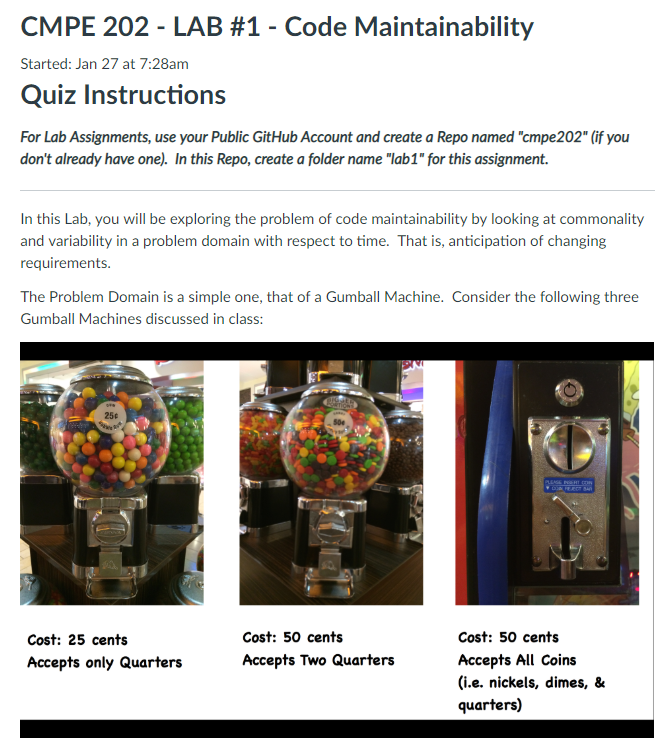 CMPE 202 - LAB #1 - Code Maintainability
Started: Jan 27 at 7:28am
Quiz Instructions
For Lab Assignments, use your Public GitHub Account and create a Repo named "cmpe202" (if you
don't already have one).  In this Repo, create a folder name "lab1" for this assignment.
In this Lab, you will be exploring the problem of code maintainability by looking at commonality
and variability in a problem domain with respect to time.  That is, anticipation of changing
requirements.
The Problem Domain is a simple one, that of a Gumball Machine.  Consider the following three
Gumball Machines discussed in class:
25¢
50¢
PLEASE INSERT COIN
Cost: 25 cents
Accepts only Quarters
Cost: 50 cents
Accepts Two Quarters
Cost: 50 cents
Accepts All Coins
(i.e. nickels, dimes, &
quarters)